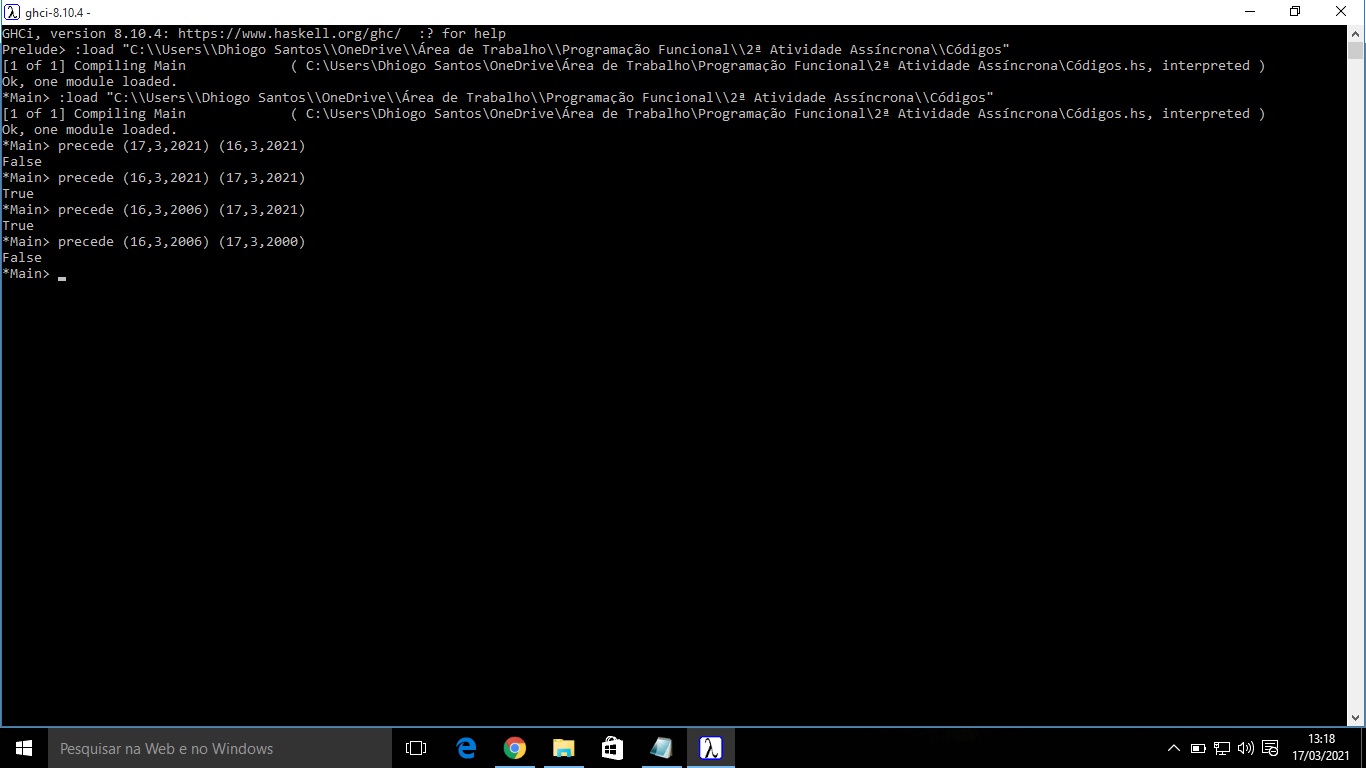 ghci-8.10.4 -
GHCi, version 8.10.4: https://www.haskell.org/ghc/  :? for help
Prelude> :load "C:\\Users\\Dhiogo Santos\\OneDrive\\Área de Trabalho\\Programação Funcional\\2ª Atividade Assíncrona\\Códigos"
[1 of 1] Compiling Main             ( C:\Users\Dhiogo Santos\OneDrive\Área de Trabalho\Programação Funcional\2ª Atividade Assíncrona\Códigos.hs, interpreted )
Ok, one module loaded.
*Main> :load "C:\\Users\\Dhiogo Santos\\OneDrive\\Área de Trabalho\\Programação Funcional\\2ª Atividade Assíncrona\\Códigos"
[1 of 1] Compiling Main             ( C:\Users\Dhiogo Santos\OneDrive\Área de Trabalho\Programação Funcional\2ª Atividade Assíncrona\Códigos.hs, interpreted )
Ok, one module loaded.
*Main> precede (17,3,2021) (16,3,2021)
False
*Main> precede (16,3,2021) (17,3,2021)
True
*Main> precede (16,3,2006) (17,3,2021)
True
*Main> precede (16,3,2006) (17,3,2000)
False
*Main>
Pesquisar na Web e no Windows
13:18
17/03/2021